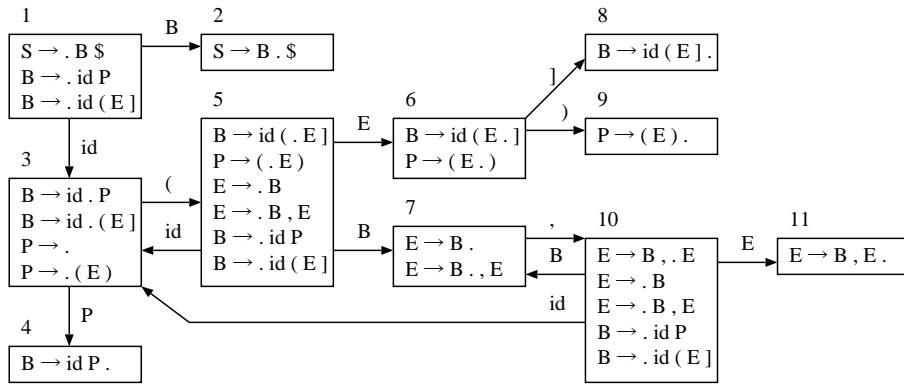 1
S → . B $
B → . id P
B → . id ( E ]
B
2
S → B . $
id
3
B → id . P
B → id . ( E ]
P → .
P → . ( E )
P
4
B → id P .
(
id
5
B → id ( . E ]
P → ( . E )
E → . B
E → . B , E
B → . id P
B → . id ( E ]
E
B
6
B → id ( E . ]
P → ( E . )
]
)
7
E → B .
E → B . , E
,
B
id
8
B → id ( E ] .
9
P → ( E ) .
10
E → B , . E
E → . B
E → . B , E
B → . id P
B → . id ( E ]
E
11
E → B , E .